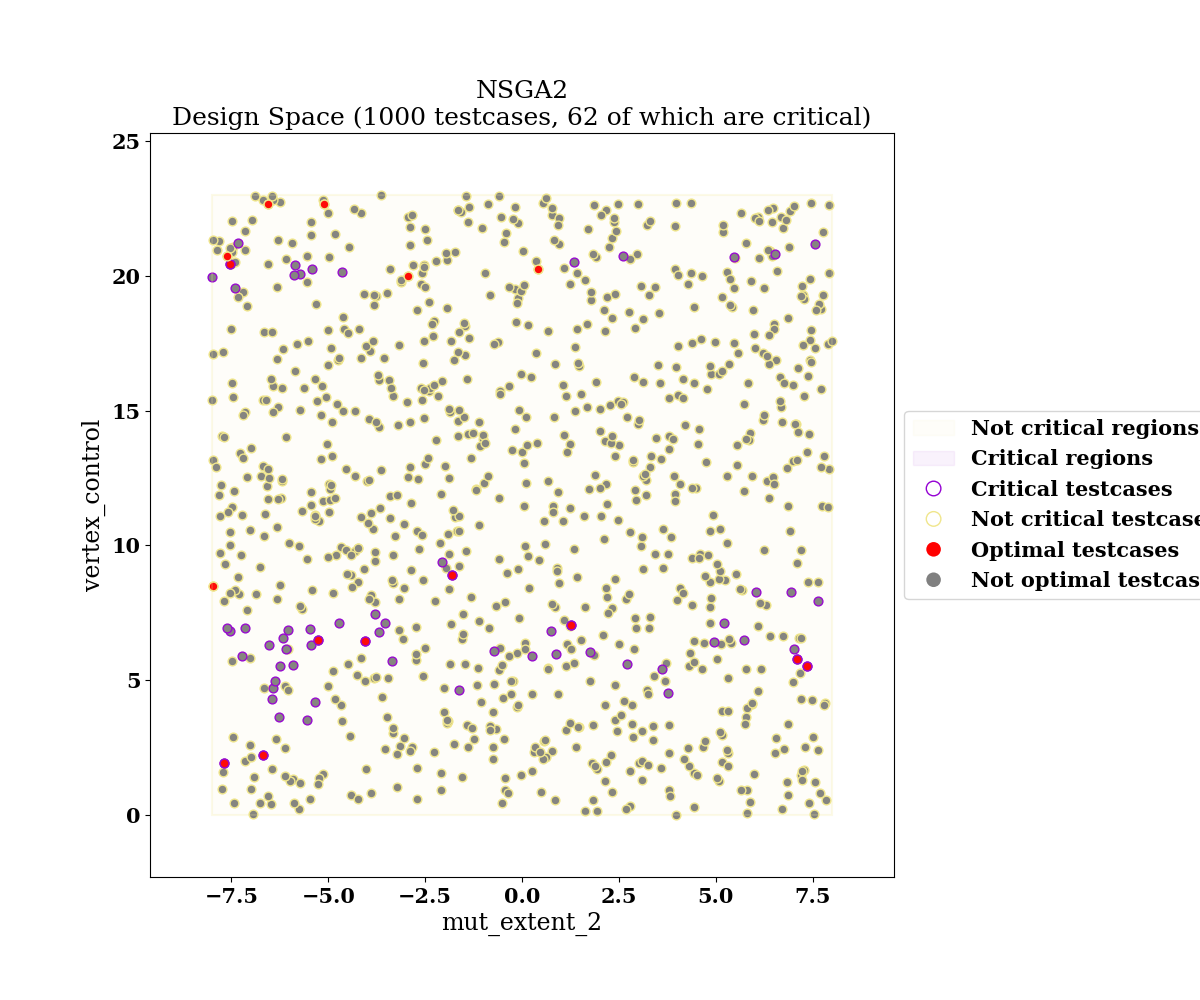 NSGA2
Design Space (1000 testcases, 62 of which are critical)
25
20
15
10
5
0
vertex_control
−7.5 −5.0 −2.5 0.0 2.5 5.0 7.5
mut_extent_2
Not critical regions
Critical regions
Critical testcases
Not critical testcase
Optimal testcases
Not optimal testcas